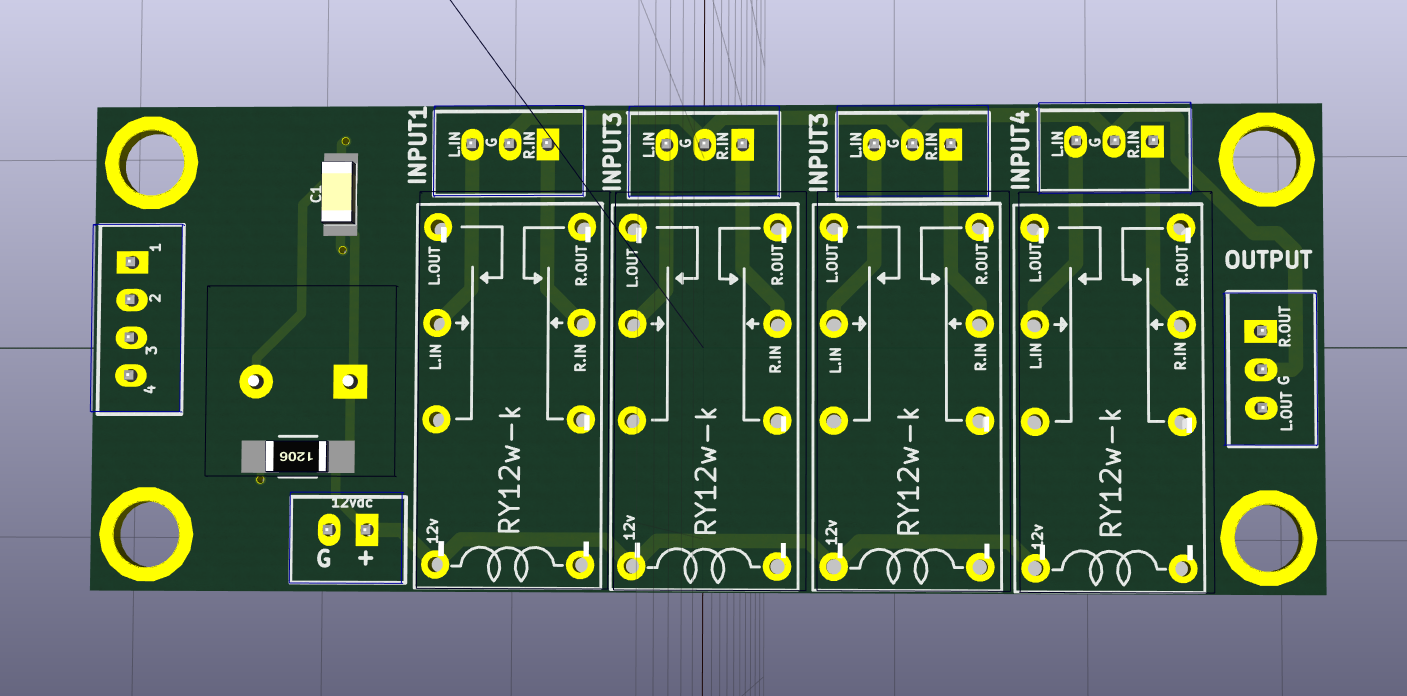 INPUT1
L.IN
G
R.IN
INPUT3
L.IN
G
R.IN
INPUT3
L.IN
G
R.IN
INPUT4
L.IN
G
R.IN
C1
1
2
3
4
L.OUT
R.OUT
L.IN
R.IN
RY12w-k
12v
L.OUT
R.OUT
L.IN
R.IN
RY12w-k
12v
L.OUT
R.OUT
L.IN
R.IN
RY12w-k
12v
L.OUT
R.OUT
L.IN
R.IN
RY12w-k
12v
OUTPUT
R.OUT
G
L.OUT
1206
12Vdc
G +